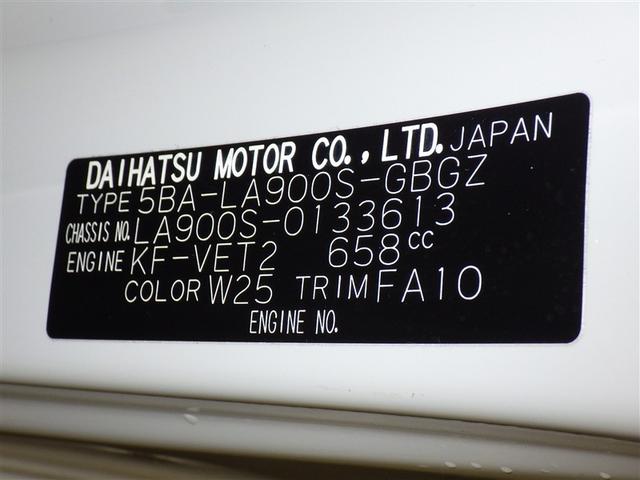 DAIHATSU MOTOR CO., LTD. JAPAN
TYPE 5BA-LA900S-GBGZ
CHASSIS NO. LA900S-0133613
ENGINE KF-VET2 658cc
COLOR W25 TRIM FA10
ENGINE NO.